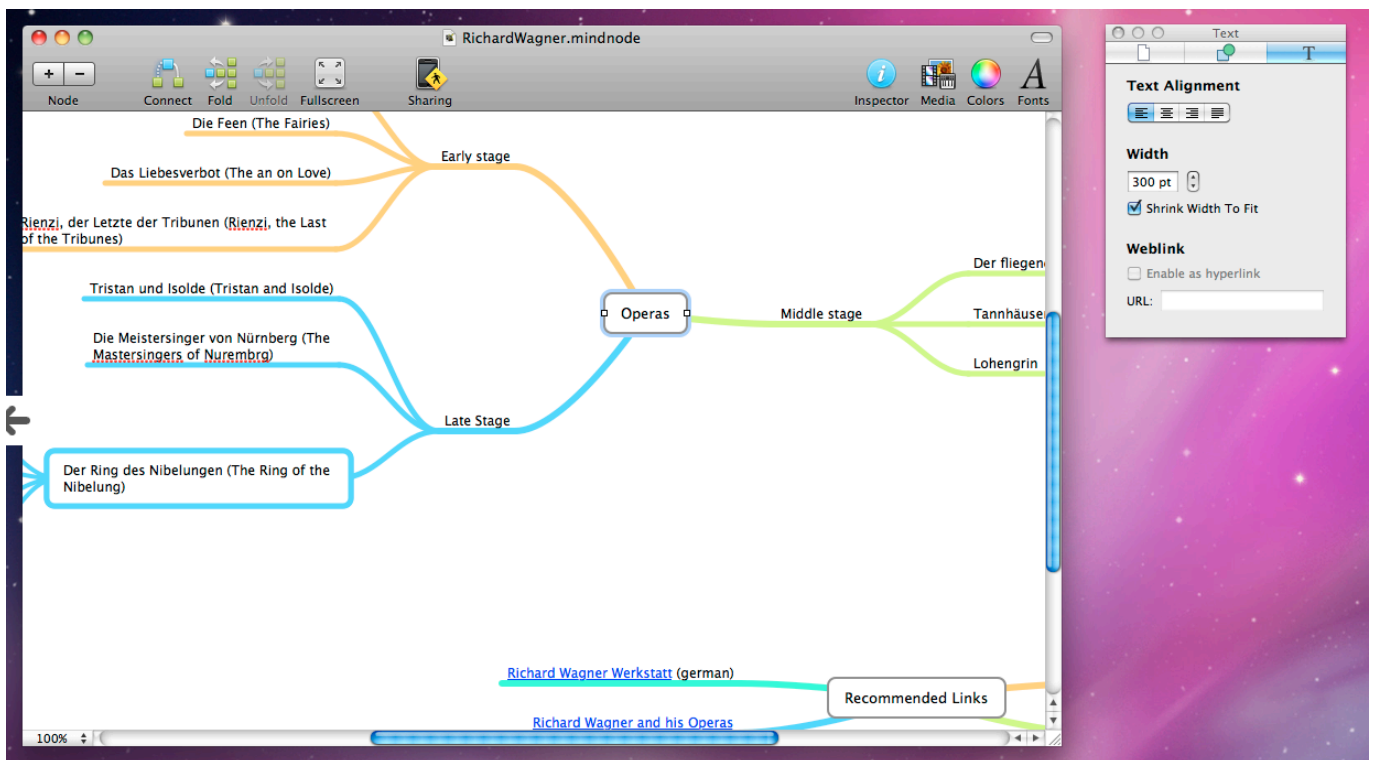 RichardWagner.mindnode
+ −
Node
Connect
Fold
Unfold
Fullscreen
Sharing
i
Inspector
Media
Colors
A
Fonts
Die Feen (The Fairies)
Early stage
Das Liebesverbot (The an on Love)
Rienzi, der Letzte der Tribunen (Rienzi, the Last
of the Tribunes)
Tristan und Isolde (Tristan and Isolde)
Die Meistersinger von Nürnberg (The
Mastersingers of Nurembrg)
Late Stage
Der Ring des Nibelungen (The Ring of the
Nibelung)
Operas
Middle stage
Der fliegen
Tannhäuse
Lohengrin
Richard Wagner Werkstatt (german)
Recommended Links
Richard Wagner and his Operas
100%
Text
T
Text Alignment
Width
300 pt
Shrink Width To Fit
Weblink
Enable as hyperlink
URL: